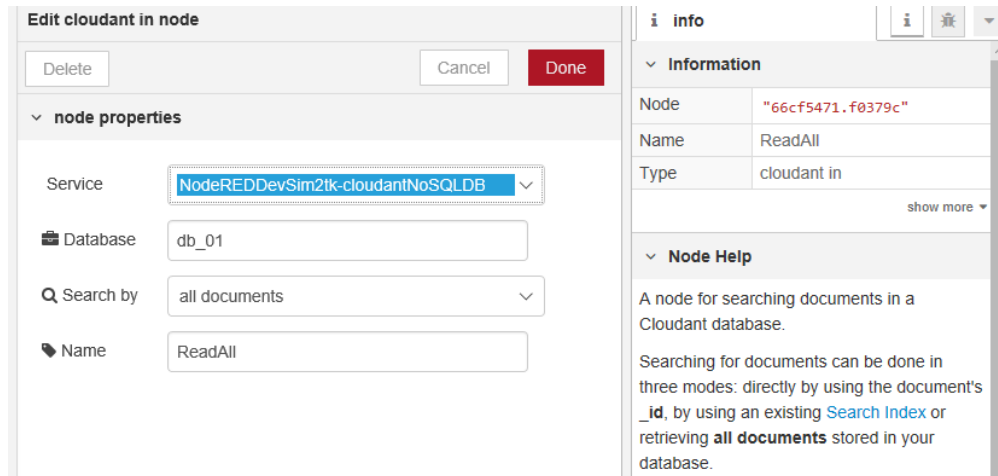 Edit cloudant in node
Delete
Cancel
Done
node properties
Service
NodeREDDevSim2tk-cloudantNoSQLDB
Database
db_01
Search by
all documents
Name
ReadAll
i info
i
Information
Node
"66cf5471.f0379c"
Name
ReadAll
Type
cloudant in
show more
Node Help
A node for searching documents in a
Cloudant database.
Searching for documents can be done in
three modes: directly by using the document's
_id, by using an existing Search Index or
retrieving all documents stored in your
database.